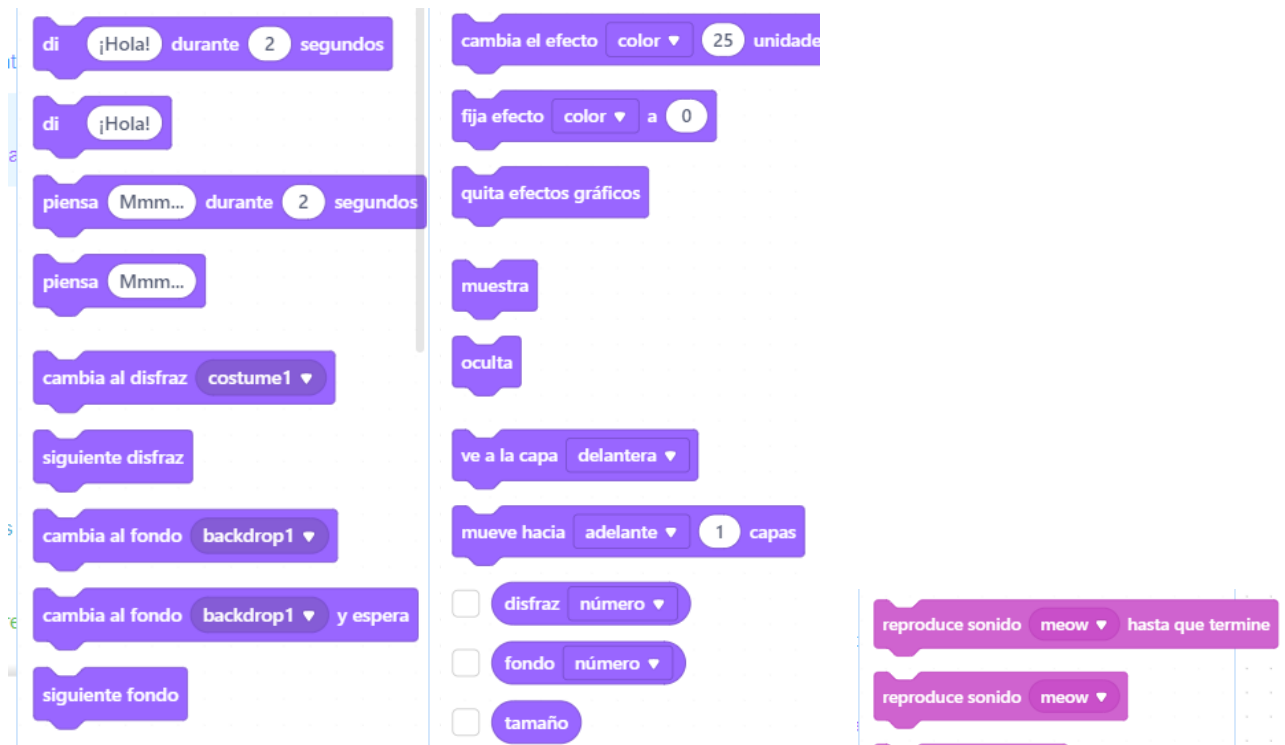 di ¡Hola! durante 2 segundos
di ¡Hola!
piensa Mmm... durante 2 segundos
piensa Mmm...
cambia al disfraz costume1
siguiente disfraz
cambia al fondo backdrop1
cambia al fondo backdrop1 y espera
siguiente fondo
cambia el efecto color 25 unidade
fija efecto color a 0
quita efectos gráficos
muestra
oculta
ve a la capa delantera
mueve hacia adelante 1 capas
disfraz número
fondo número
tamaño
reproduce sonido meow hasta que termine
reproduce sonido meow